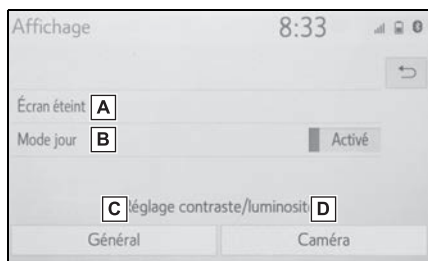 Affichage 8:33
Écran éteint A
Mode jour B Activé
C églage contraste/luminosit D
Général Caméra